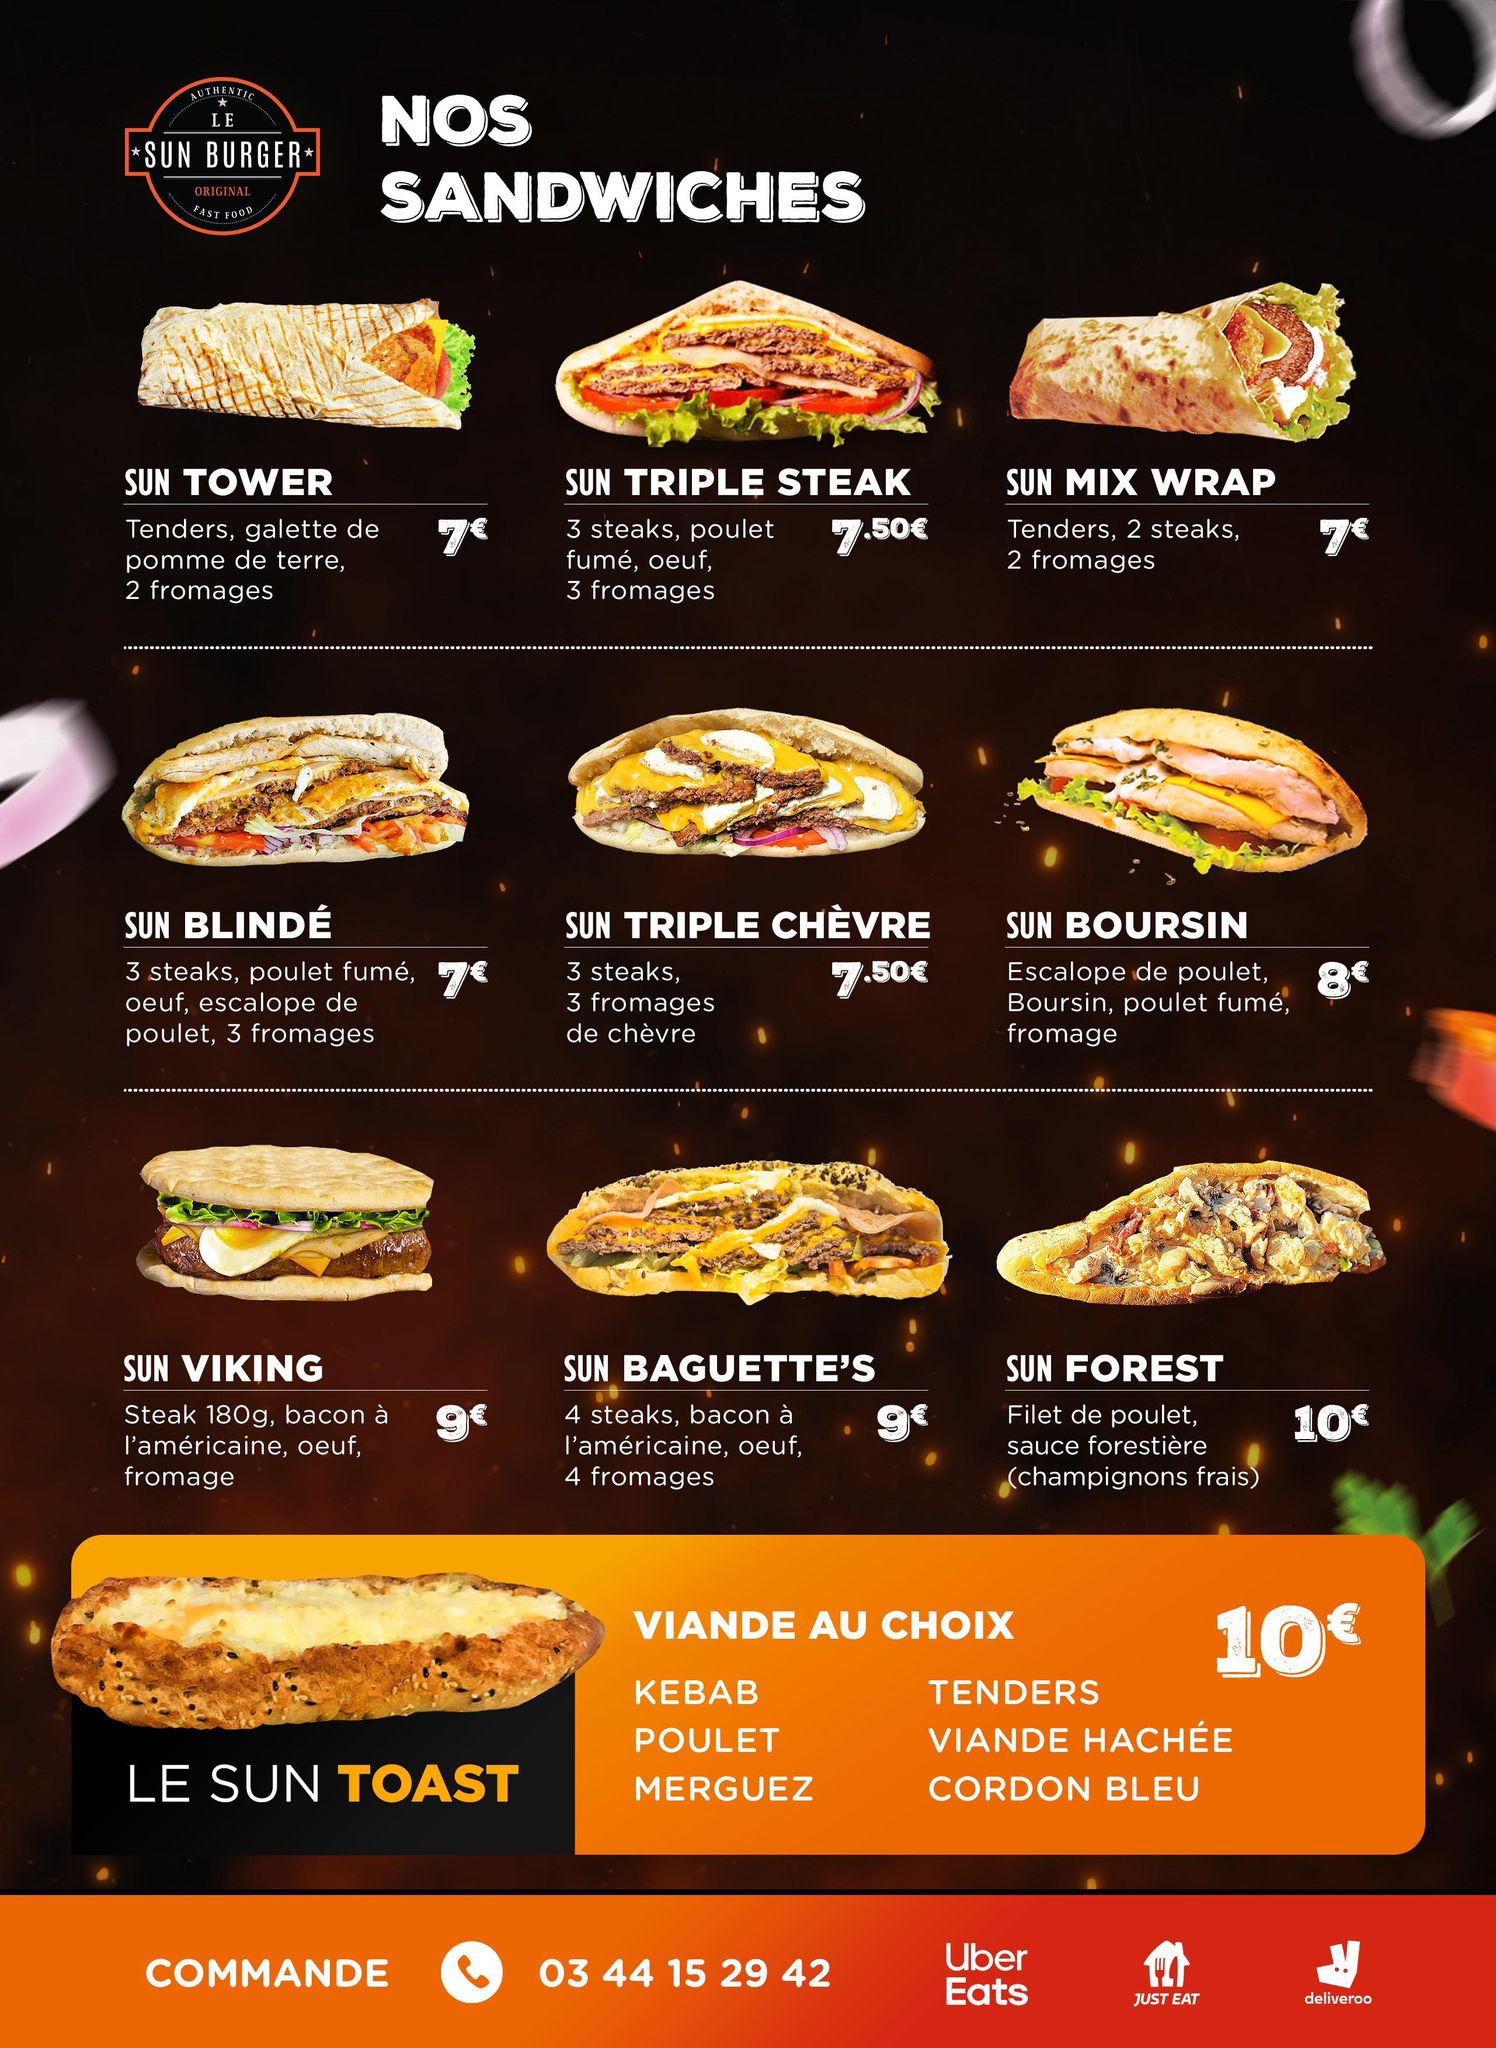 AUTHENTIC
LE
SUN BURGER
ORIGINAL
FAST FOOD
NOS
SANDWICHES
SUN TOWER
Tenders, galette de
pomme de terre,
2 fromages
7€
SUN TRIPLE STEAK
3 steaks, poulet
fumé, oeuf,
3 fromages
7.50€
SUN MIX WRAP
Tenders, 2 steaks,
2 fromages
7€
SUN BLINDÉ
3 steaks, poulet fumé,
oeuf, escalope de
poulet, 3 fromages
7€
SUN TRIPLE CHÈVRE
3 steaks,
3 fromages
de chèvre
7.50€
SUN BOURSIN
Escalope de poulet,
Boursin, poulet fumé,
fromage
8€
SUN VIKING
Steak 180g, bacon à
l'américaine, oeuf,
fromage
9€
SUN BAGUETTE'S
4 steaks, bacon à
l'américaine, oeuf,
4 fromages
9€
SUN FOREST
Filet de poulet,
sauce forestière
(champignons frais)
10€
LE SUN TOAST
VIANDE AU CHOIX
10€
KEBAB
POULET
MERGUEZ
TENDERS
VIANDE HACHÉE
CORDON BLEU
COMMANDE
03 44 15 29 42
Uber
Eats
JUST EAT
deliveroo